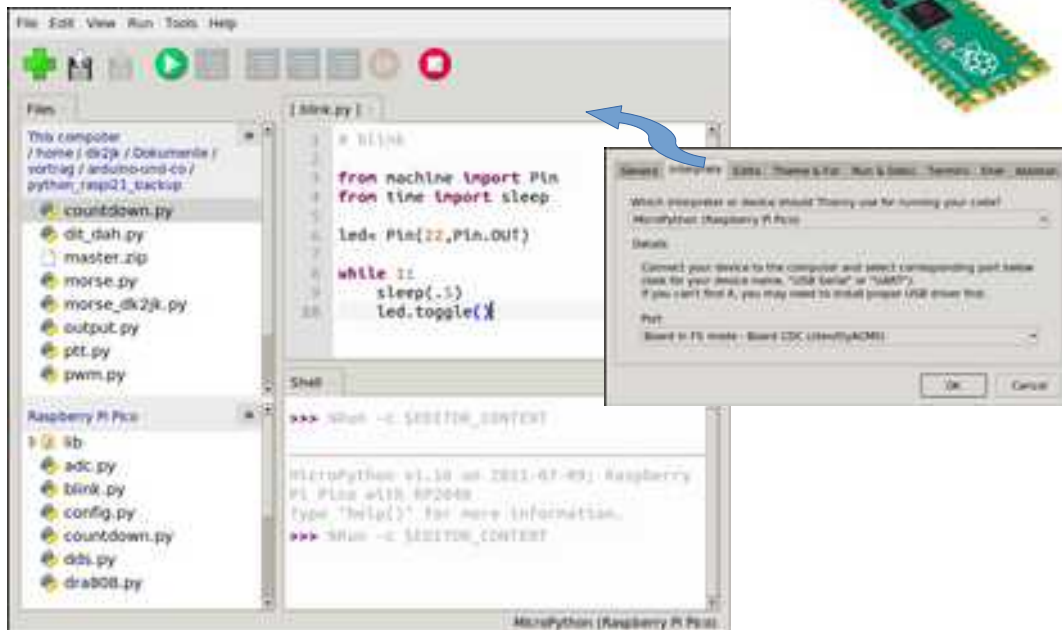 File Edit View Run Tools Help
Files
This computer
/ home / dk2jk / Dokumente /
vortrag / arduino-und-co /
python_raspi21_backup
countdown.py
dit_dah.py
master.zip
morse.py
morse_dk2jk.py
output.py
ptt.py
pwm.py
Raspberry Pi Pico
lib
adc.py
blink.py
config.py
countdown.py
dds.py
dra808.py
[ blink.py ]
1 # blink
2
3 from machine import Pin
4 from time import sleep
5
6 led= Pin(22,Pin.OUT)
7
8 while 1:
9 sleep(.5)
10 led.toggle()
Shell
>>> %Run -c $EDITOR_CONTENT
MicroPython on Raspberry
Pi Pico with RP2040
Type "help()" for more information.
>>> %Run -c $EDITOR_CONTENT
MicroPython (Raspberry Pi Pico)
General Interpreter Editor Theme & Font Run & Debug Terminal Shell Assistant
Which interpreter or device should Thonny use for running your code?
MicroPython (Raspberry Pi Pico)
Details
Connect your device to the computer and select corresponding port below
(look for your device name, "USB Serial" or "UART").
If you can't find it, you may need to install proper USB driver first.
Port
Board in FS mode - Board CDC
OK Cancel